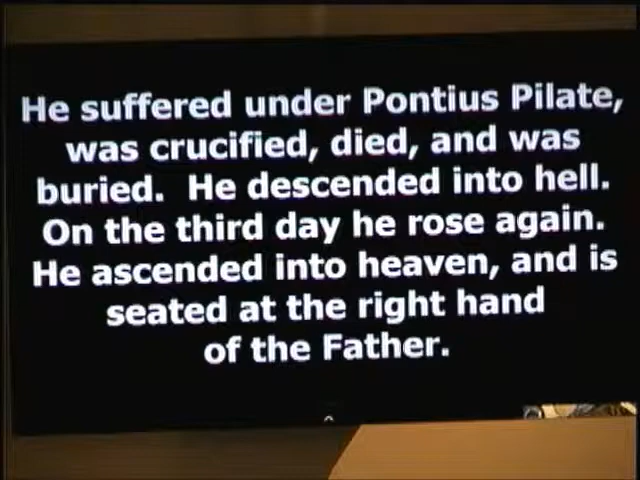 He suffered under Pontius Pilate,
was crucified, died, and was
buried.  He descended into hell.
On the third day he rose again.
He ascended into heaven, and is
seated at the right hand
of the Father.